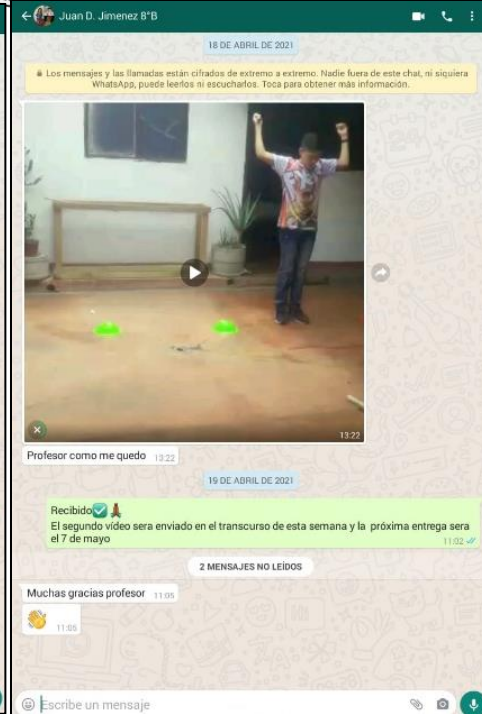 Juan D. Jimenez 8°B
18 DE ABRIL DE 2021
Los mensajes y las llamadas están cifrados de extremo a extremo. Nadie fuera de este chat, ni siquiera
WhatsApp, puede leerlos ni escucharlos. Toca para obtener más información.
13:22
Profesor como me quedo 13:22
19 DE ABRIL DE 2021
Recibido✅🙏🏾
El segundo vídeo sera enviado en el transcurso de esta semana y la próxima entrega sera
el 7 de mayo 11:02
2 MENSAJES NO LEÍDOS
Muchas gracias profesor 11:05
👋 11:05
Escribe un mensaje